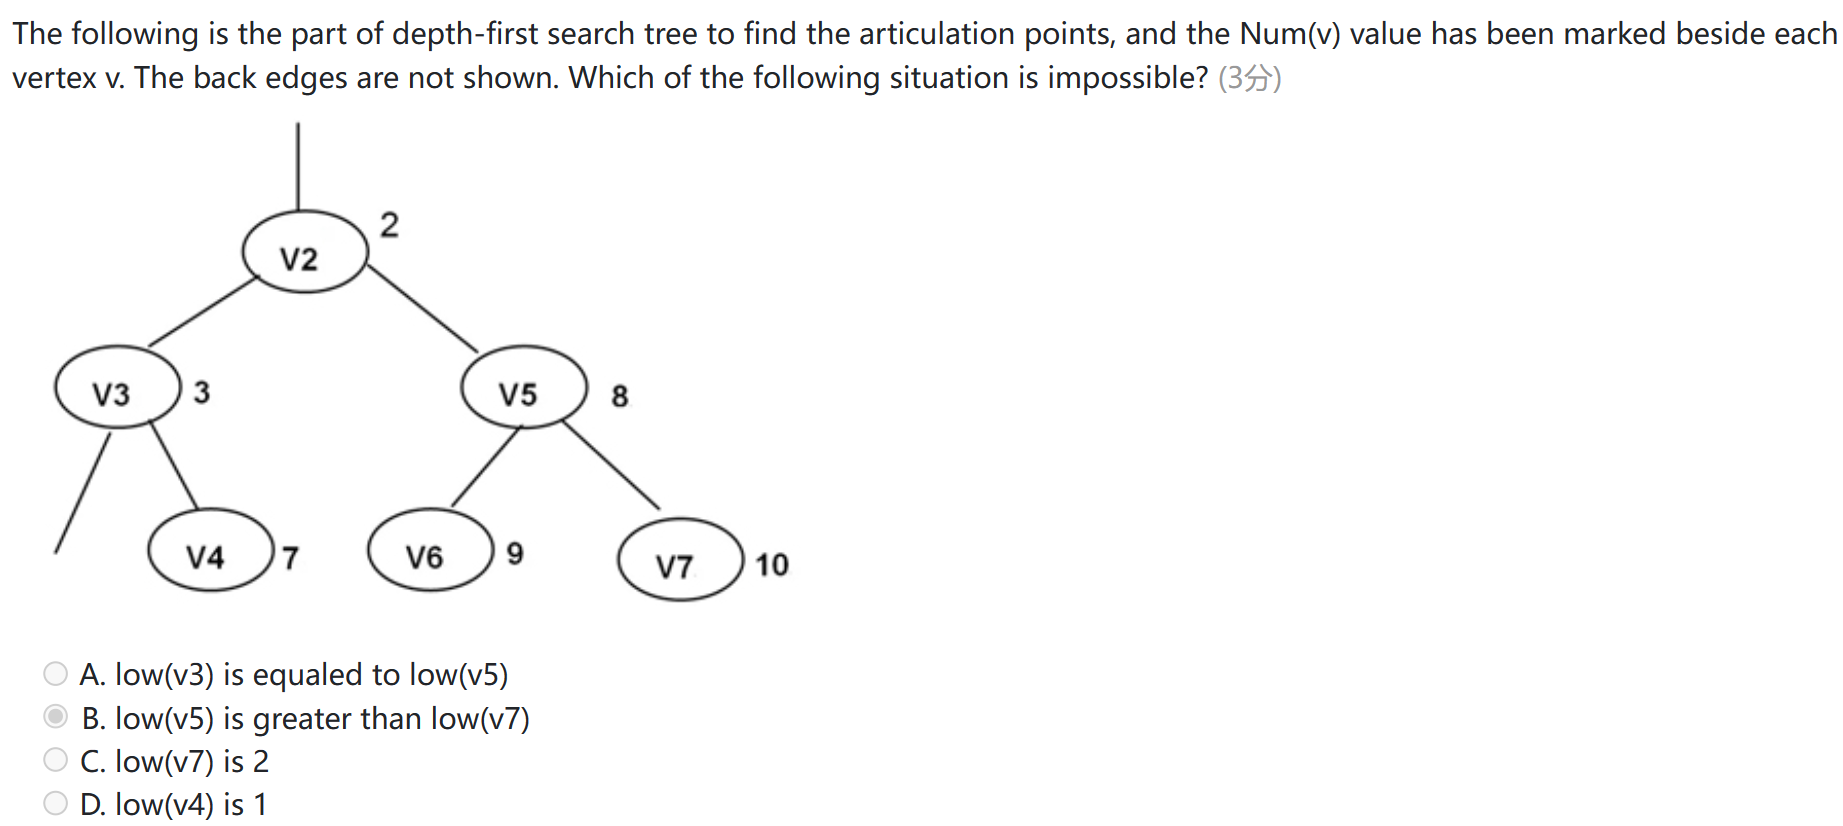 The following is the part of depth-first search tree to find the articulation points, and the Num(v) value has been marked beside each
vertex v. The back edges are not shown. Which of the following situation is impossible? (3分)
V2 2
V3 3
V5 8
V4 7
V6 9
V7 10
A. low(v3) is equaled to low(v5)
B. low(v5) is greater than low(v7)
C. low(v7) is 2
D. low(v4) is 1